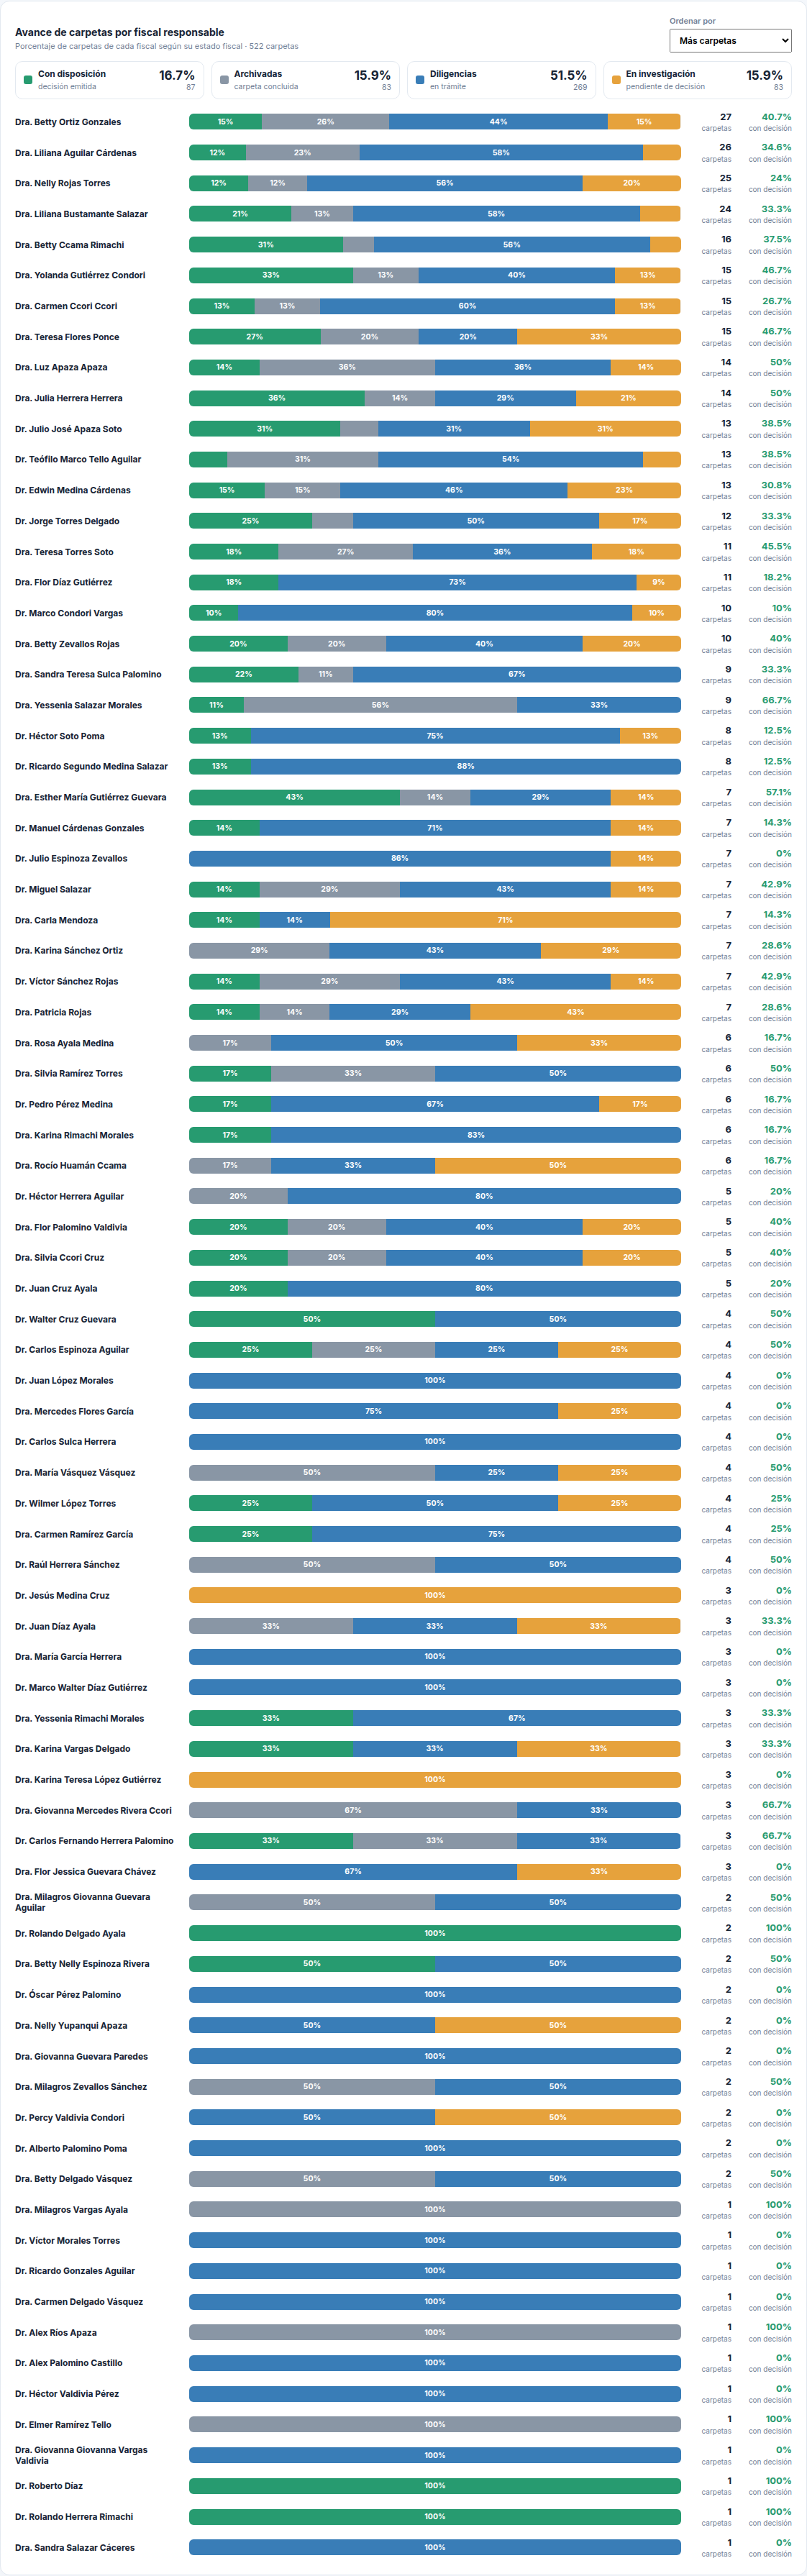 Avance de carpetas por fiscal responsable
Porcentaje de carpetas de cada fiscal según su estado fiscal · 522 carpetas
Ordenar por
Más carpetas
Con disposición 16.7%
decisión emitida 87
Archivadas 15.9%
carpeta concluida 83
Diligencias 51.5%
en trámite 269
En investigación 15.9%
pendiente de decisión 83
Dra. Betty Ortiz Gonzales 15% 26% 44% 15% 27 40.7%
carpetas con decisión
Dra. Liliana Aguilar Cárdenas 12% 23% 58% 26 34.6%
carpetas con decisión
Dra. Nelly Rojas Torres 12% 12% 56% 20% 25 24%
carpetas con decisión
Dr. Liliana Bustamante Salazar 21% 13% 58% 24 33.3%
carpetas con decisión
Dr. Betty Ccama Rimachi 31% 56% 16 37.5%
carpetas con decisión
Dra. Yolanda Gutiérrez Condori 33% 13% 40% 13% 15 46.7%
carpetas con decisión
Dra. Carmen Ccori Ccori 13% 13% 60% 13% 15 26.7%
carpetas con decisión
Dra. Teresa Flores Ponce 27% 20% 20% 33% 15 46.7%
carpetas con decisión
Dra. Luz Apaza Apaza 14% 36% 36% 14% 14 50%
carpetas con decisión
Dra. Julia Herrera Herrera 36% 14% 29% 21% 14 50%
carpetas con decisión
Dr. Julio José Apaza Soto 31% 31% 31% 13 38.5%
carpetas con decisión
Dr. Teófilo Marco Tello Aguilar 31% 54% 13 38.5%
carpetas con decisión
Dr. Edwin Medina Cárdenas 15% 15% 46% 23% 13 30.8%
carpetas con decisión
Dr. Jorge Torres Delgado 25% 50% 17% 12 33.3%
carpetas con decisión
Dra. Teresa Torres Soto 18% 27% 36% 18% 11 45.5%
carpetas con decisión
Dra. Flor Díaz Gutiérrez 18% 73% 9% 11 18.2%
carpetas con decisión
Dr. Marco Condori Vargas 10% 80% 10% 10 10%
carpetas con decisión
Dra. Betty Zevallos Rojas 20% 20% 40% 20% 10 40%
carpetas con decisión
Dra. Sandra Teresa Sulca Palomino 22% 11% 67% 9 33.3%
carpetas con decisión
Dra. Yessenia Salazar Morales 11% 56% 33% 9 66.7%
carpetas con decisión
Dr. Héctor Soto Poma 13% 75% 13% 8 12.5%
carpetas con decisión
Dr. Ricardo Segundo Medina Salazar 13% 88% 8 12.5%
carpetas con decisión
Dra. Esther María Gutiérrez Guevara 43% 14% 29% 14% 7 57.1%
carpetas con decisión
Dr. Manuel Cárdenas Gonzales 14% 71% 14% 7 14.3%
carpetas con decisión
Dr. Julio Espinoza Zevallos 86% 14% 7 0%
carpetas con decisión
Dr. Miguel Salazar 14% 29% 43% 14% 7 42.9%
carpetas con decisión
Dra. Carla Mendoza 14% 14% 71% 7 14.3%
carpetas con decisión
Dra. Karina Sánchez Ortiz 29% 43% 29% 7 28.6%
carpetas con decisión
Dr. Víctor Sánchez Rojas 14% 29% 43% 14% 7 42.9%
carpetas con decisión
Dra. Patricia Rojas 14% 14% 29% 43% 7 28.6%
carpetas con decisión
Dra. Rosa Ayala Medina 17% 50% 33% 6 16.7%
carpetas con decisión
Dra. Silvia Ramírez Torres 17% 33% 50% 6 50%
carpetas con decisión
Dr. Pedro Pérez Medina 17% 67% 17% 6 16.7%
carpetas con decisión
Dra. Karina Rimachi Morales 17% 83% 6 16.7%
carpetas con decisión
Dra. Rocío Huamán Ccama 17% 33% 50% 6 16.7%
carpetas con decisión
Dr. Héctor Herrera Aguilar 20% 80% 5 20%
carpetas con decisión
Dra. Flor Palomino Valdivia 20% 20% 40% 20% 5 40%
carpetas con decisión
Dra. Silvia Ccori Cruz 20% 20% 40% 20% 5 40%
carpetas con decisión
Dr. Juan Cruz Ayala 20% 80% 5 20%
carpetas con decisión
Dr. Walter Cruz Guevara 50% 50% 4 50%
carpetas con decisión
Dr. Carlos Espinoza Aguilar 25% 25% 25% 25% 4 50%
carpetas con decisión
Dr. Juan López Morales 100% 4 0%
carpetas con decisión
Dra. Mercedes Flores García 75% 25% 4 0%
carpetas con decisión
Dr. Carlos Sulca Herrera 100% 4 0%
carpetas con decisión
Dra. María Vásquez Vásquez 50% 25% 25% 4 50%
carpetas con decisión
Dr. Wilmer López Torres 25% 50% 25% 4 25%
carpetas con decisión
Dra. Carmen Ramírez García 25% 75% 4 25%
carpetas con decisión
Dr. Raúl Herrera Sánchez 50% 50% 4 50%
carpetas con decisión
Dr. Jesús Medina Cruz 100% 3 0%
carpetas con decisión
Dr. Juan Díaz Ayala 33% 33% 33% 3 33.3%
carpetas con decisión
Dra. María García Herrera 100% 3 0%
carpetas con decisión
Dr. Marco Walter Díaz Gutiérrez 100% 3 0%
carpetas con decisión
Dra. Yessenia Rimachi Morales 33% 67% 3 33.3%
carpetas con decisión
Dra. Karina Vargas Delgado 33% 33% 33% 3 33.3%
carpetas con decisión
Dra. Karina Teresa López Gutiérrez 100% 3 0%
carpetas con decisión
Dra. Giovanna Mercedes Rivera Ccori 67% 33% 3 66.7%
carpetas con decisión
Dr. Carlos Fernando Herrera Palomino 33% 33% 33% 3 66.7%
carpetas con decisión
Dra. Flor Jessica Guevara Chávez 67% 33% 3 0%
carpetas con decisión
Dra. Milagros Giovanna Guevara
Aguilar 50% 50% 2 50%
carpetas con decisión
Dr. Rolando Delgado Ayala 100% 2 100%
carpetas con decisión
Dra. Betty Nelly Espinoza Rivera 50% 50% 2 50%
carpetas con decisión
Dr. Óscar Pérez Palomino 100% 2 0%
carpetas con decisión
Dra. Nelly Yupanqui Apaza 50% 50% 2 0%
carpetas con decisión
Dra. Giovanna Guevara Paredes 100% 2 0%
carpetas con decisión
Dra. Milagros Zevallos Sánchez 50% 50% 2 50%
carpetas con decisión
Dr. Percy Valdivia Condori 50% 50% 2 0%
carpetas con decisión
Dr. Alberto Palomino Poma 100% 2 0%
carpetas con decisión
Dr. Betty Delgado Vásquez 50% 50% 2 50%
carpetas con decisión
Dra. Milagros Vargas Ayala 100% 1 100%
carpetas con decisión
Dr. Víctor Morales Torres 100% 1 0%
carpetas con decisión
Dr. Ricardo Gonzales Aguilar 100% 1 0%
carpetas con decisión
Dra. Carmen Delgado Vásquez 100% 1 0%
carpetas con decisión
Dr. Alex Ríos Apaza 100% 1 100%
carpetas con decisión
Dr. Alex Palomino Castillo 100% 1 0%
carpetas con decisión
Dr. Héctor Valdivia Pérez 100% 1 0%
carpetas con decisión
Dr. Elmer Ramírez Tello 100% 1 100%
carpetas con decisión
Dra. Giovanna Giovanna Vargas
Valdivia 100% 1 0%
carpetas con decisión
Dr. Roberto Díaz 100% 1 100%
carpetas con decisión
Dr. Rolando Herrera Rimachi 100% 1 100%
carpetas con decisión
Dra. Sandra Salazar Cáceres 100% 1 0%
carpetas con decisión